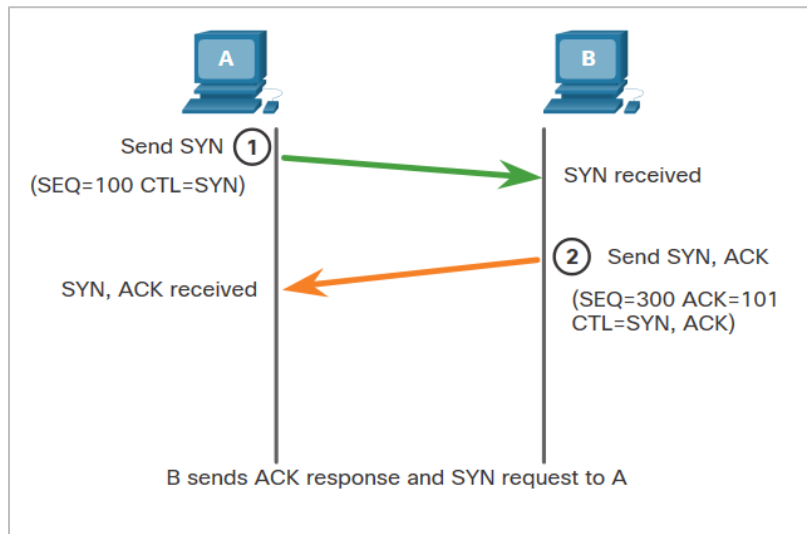 A
B
Send SYN 1
(SEQ=100 CTL=SYN)
SYN received
2 Send SYN, ACK
SYN, ACK received
(SEQ=300 ACK=101
CTL=SYN, ACK)
B sends ACK response and SYN request to A